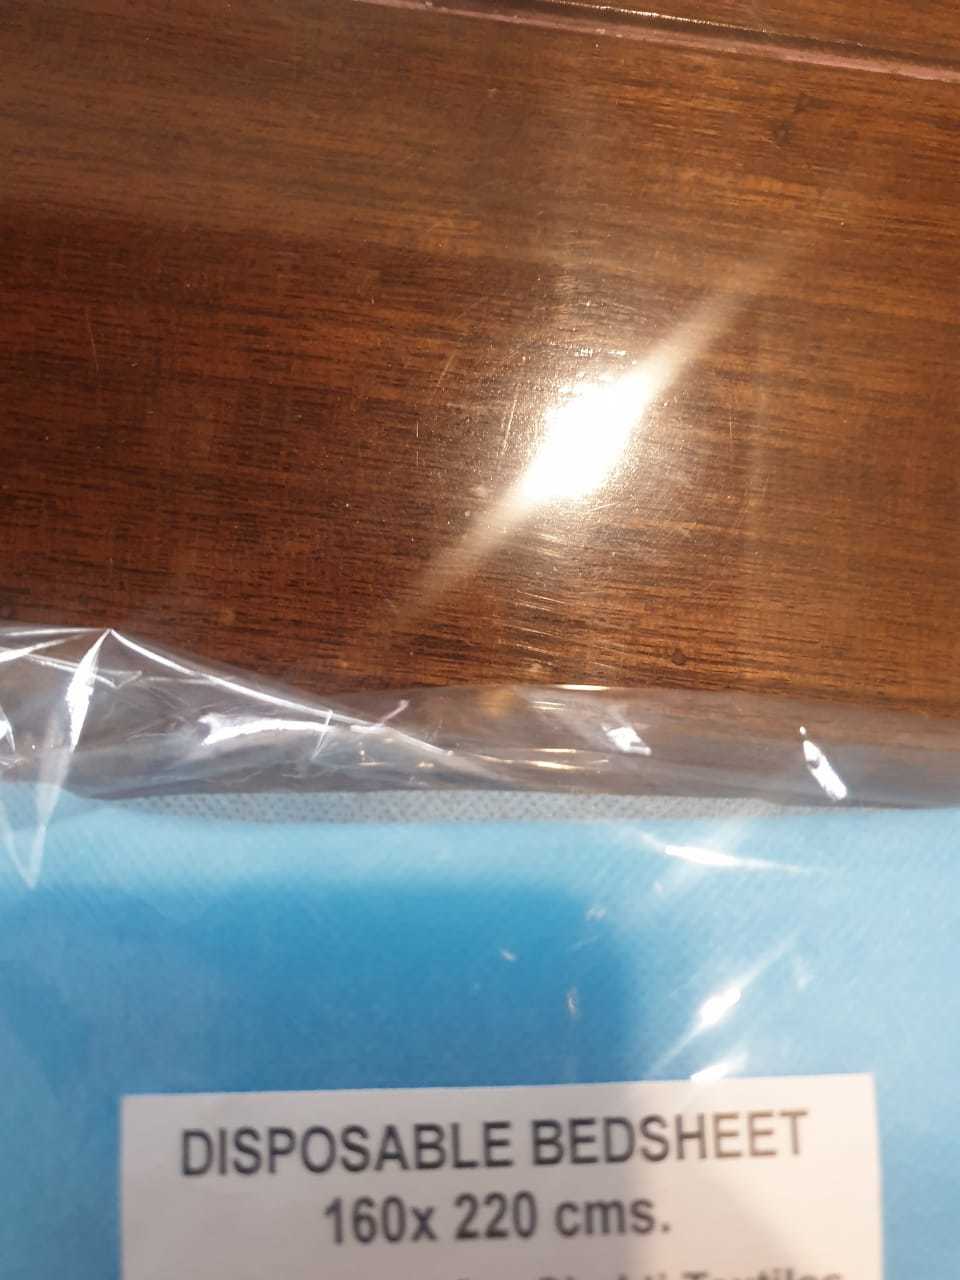 DISPOSABLE BEDSHEET
160x 220 cms.